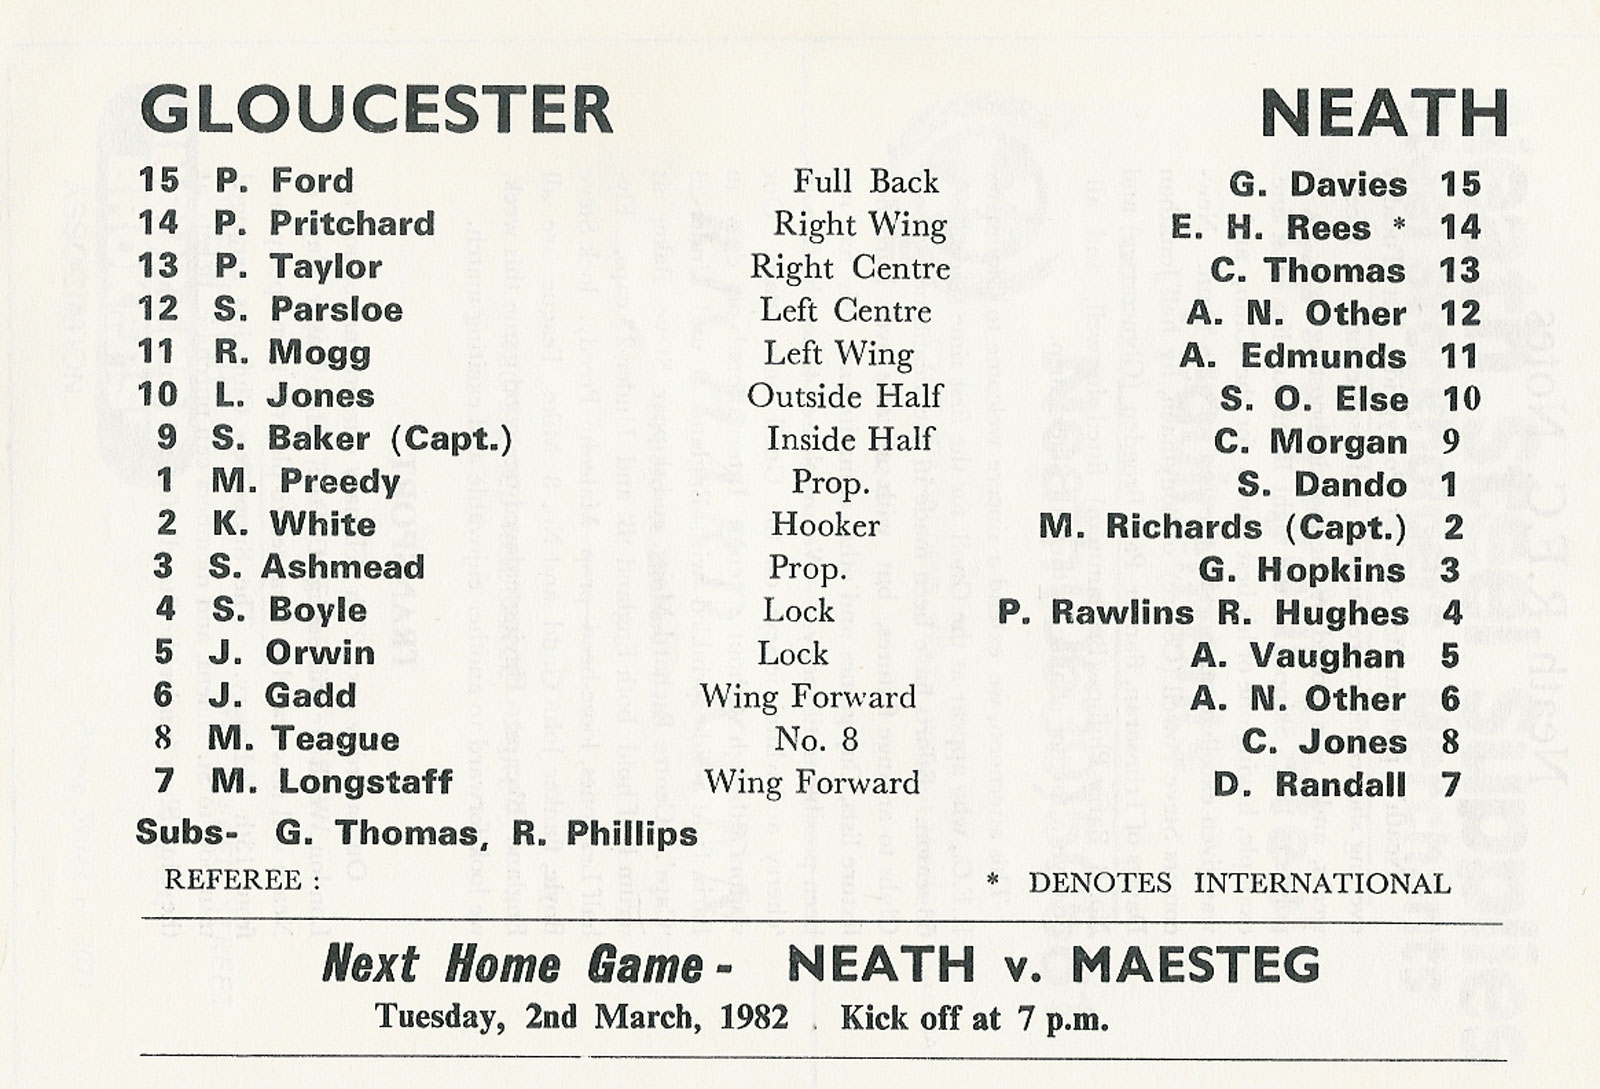 GLOUCESTER NEATH
15 P. Ford Full Back G. Davies 15
14 P. Pritchard Right Wing E. H. Rees * 14
13 P. Taylor Right Centre C. Thomas 13
12 S. Parsloe Left Centre A. N. Other 12
11 R. Mogg Left Wing A. Edmunds 11
10 L. Jones Outside Half S. O. Else 10
9 S. Baker (Capt.) Inside Half C. Morgan 9
1 M. Preedy Prop. S. Dando 1
2 K. White Hooker M. Richards (Capt.) 2
3 S. Ashmead Prop. G. Hopkins 3
4 S. Boyle Lock P. Rawlins R. Hughes 4
5 J. Orwin Lock A. Vaughan 5
6 J. Gadd Wing Forward A. N. Other 6
8 M. Teague No. 8 C. Jones 8
7 M. Longstaff Wing Forward D. Randall 7
Subs- G. Thomas, R. Phillips
REFEREE : * DENOTES INTERNATIONAL
Next Home Game - NEATH v. MAESTEG
Tuesday, 2nd March, 1982 Kick off at 7 p.m.